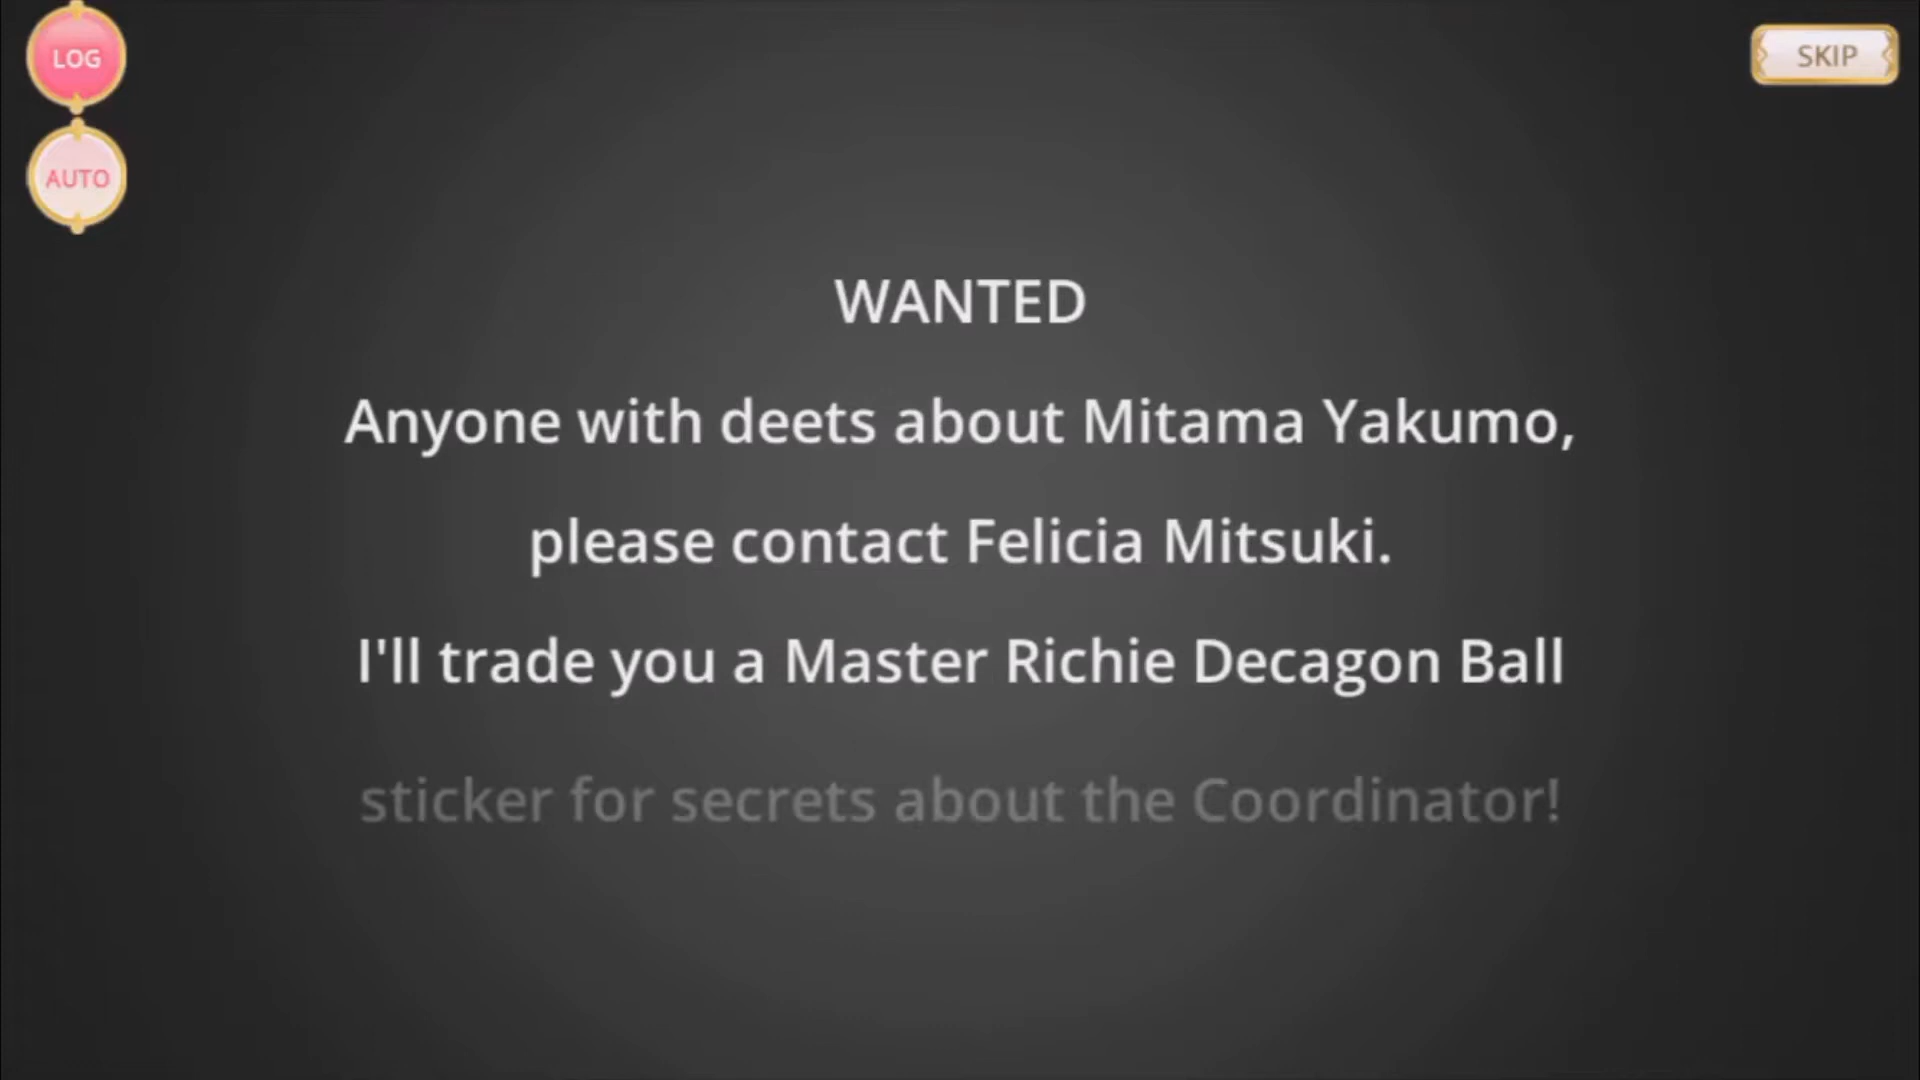 LOG
SKIP
AUTO
WANTED
Anyone with deets about Mitama Yakumo,
please contact Felicia Mitsuki.
I'll trade you a Master Richie Decagon Ball
sticker for secrets about the Coordinator!